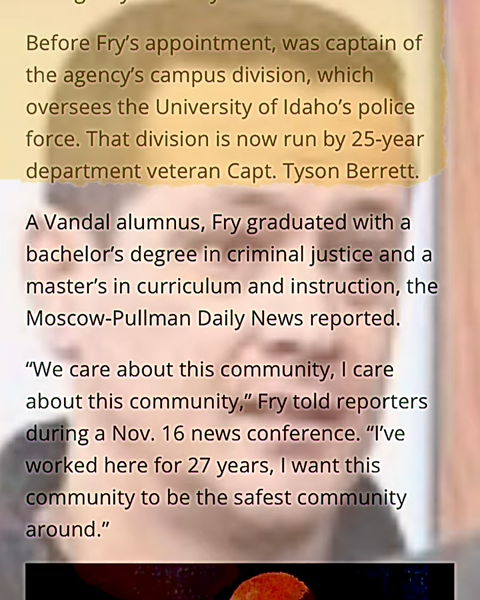 Before Fry’s appointment, was captain of
the agency’s campus division, which
oversees the University of Idaho’s police
force. That division is now run by 25-year
department veteran Capt. Tyson Berrett.
A Vandal alumnus, Fry graduated with a
bachelor’s degree in criminal justice and a
master’s in curriculum and instruction, the
Moscow-Pullman Daily News reported.
“We care about this community, I care
about this community,” Fry told reporters
during a Nov. 16 news conference. “I’ve
worked here for 27 years, I want this
community to be the safest community
around.”